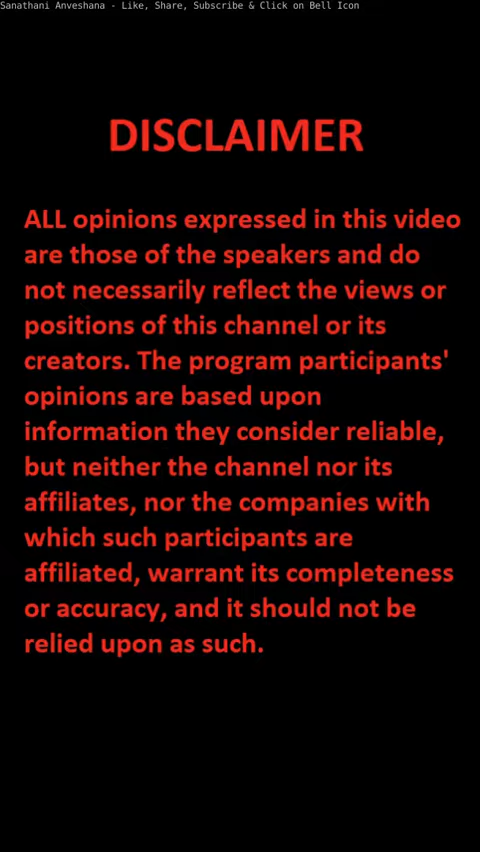 Sanathani Anveshana - Like, Share, Subscribe & Click on Bell Icon
DISCLAIMER
ALL opinions expressed in this video
are those of the speakers and do
not necessarily reflect the views or
positions of this channel or its
creators. The program participants'
opinions are based upon
information they consider reliable,
but neither the channel nor its
affiliates, nor the companies with
which such participants are
affiliated, warrant its completeness
or accuracy, and it should not be
relied upon as such.